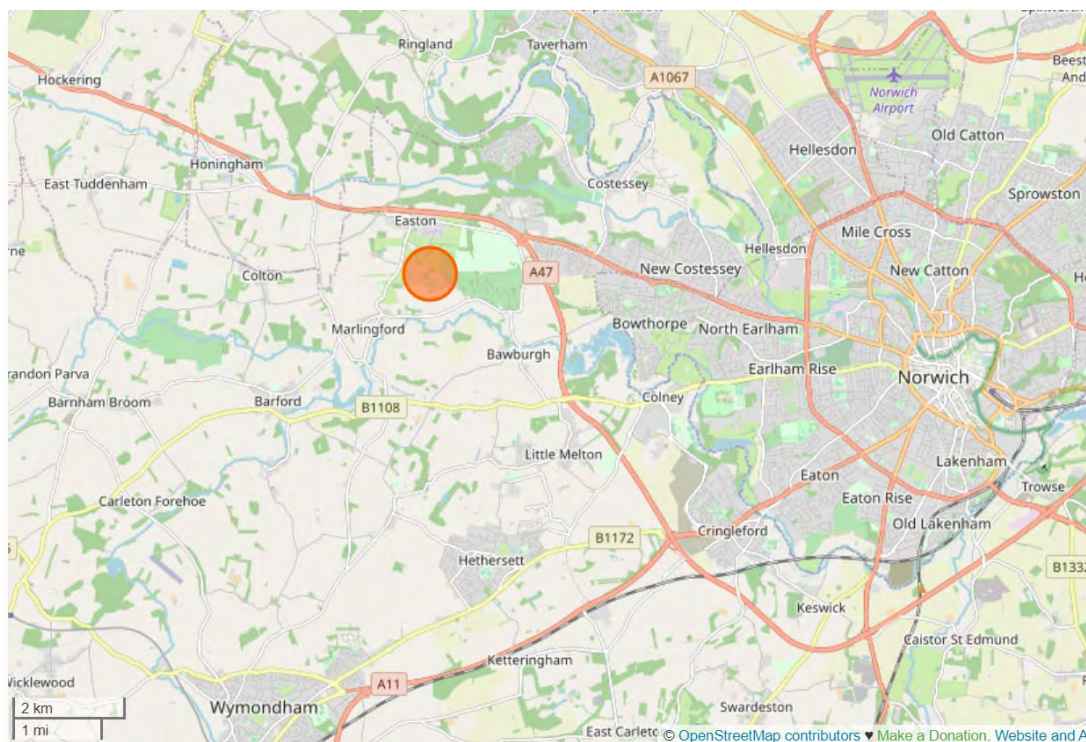 Ringland
Taverham
A1067
Hockering
Norwich
Airport
Old Catton
Hellesdon
Honingham
East Tuddenham
Costessey
Sprowston
Easton
Mile Cross
Hellesdon
A47
New Costessey
New Catton
Colton
Marlingford
Bowthorpe
North Earlham
Bawburgh
Earlham Rise
Norwich
Barnham Broom
Barford
B1108
Colney
Little Melton
Lakenham
Eaton
Trowse
Carleton Forehoe
Eaton Rise
Old Lakenham
B1172
Cringleford
Hethersett
B1332
Keswick
Caistor St Edmund
Ketteringham
A11
2 km
1 mi
Wymondham
Swardeston
East Carleto
© OpenStreetMap contributors ♥ Make a Donation. Website and A